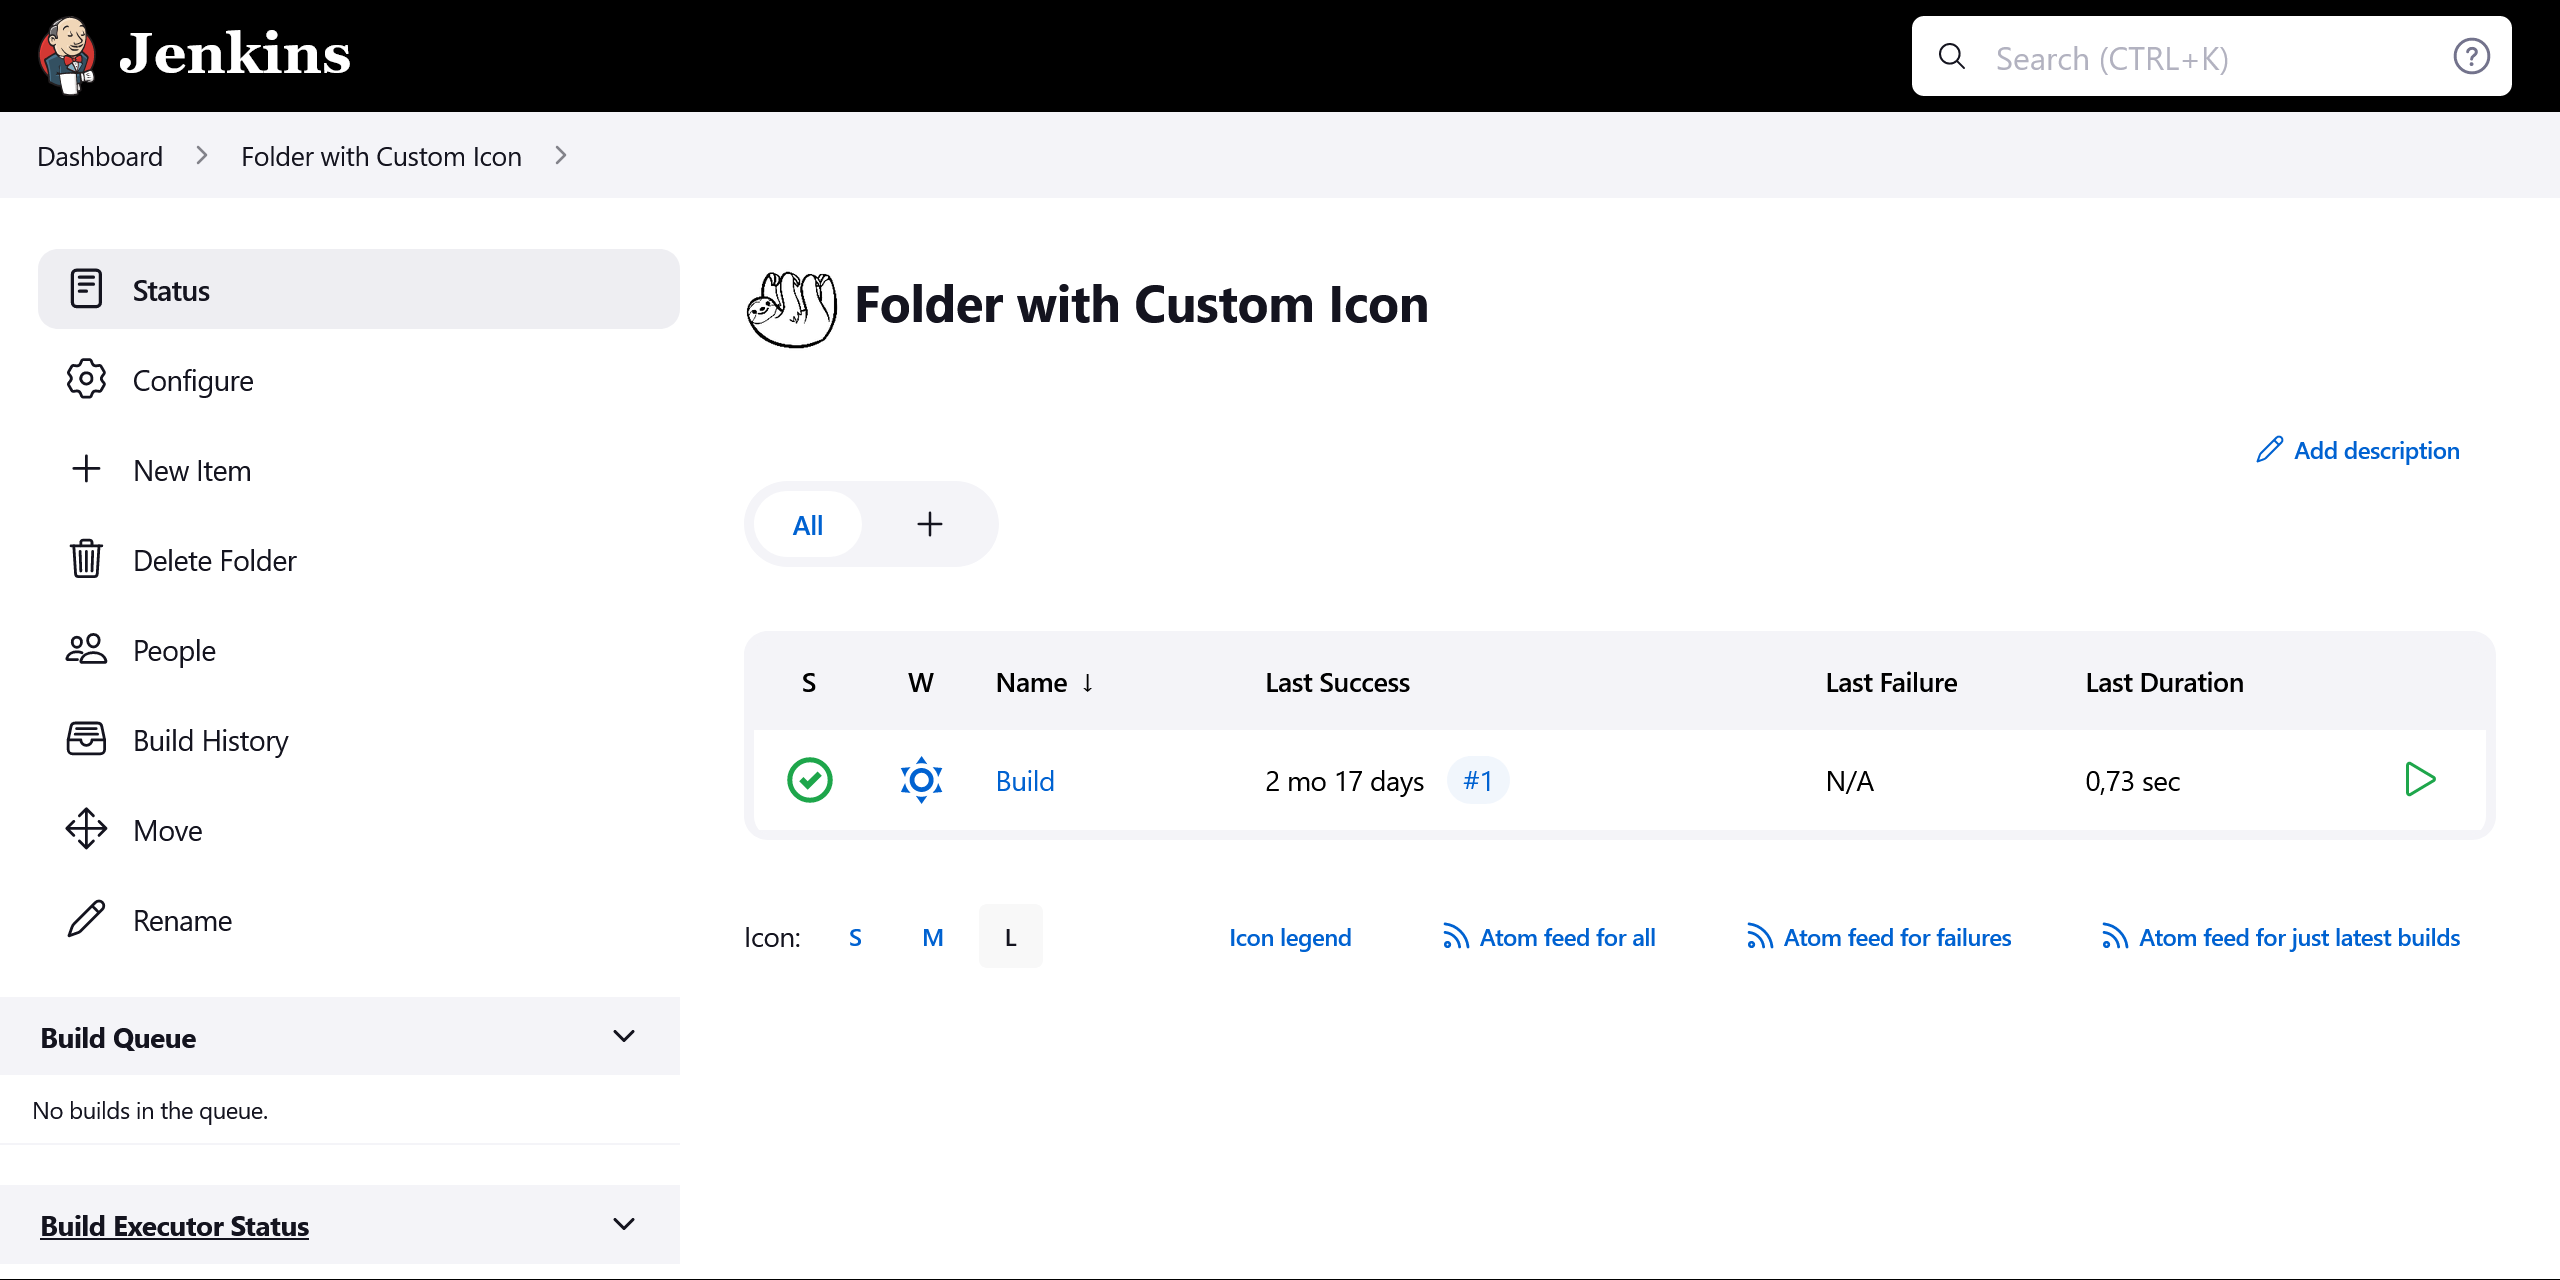 Jenkins
Search (CTRL+K)
Dashboard
Folder with Custom Icon
Status
Configure
New Item
Delete Folder
People
Build History
Move
Rename
Build Queue
No builds in the queue.
Build Executor Status
Folder with Custom Icon
Add description
All
S W Name ↓ Last Success Last Failure Last Duration
Build 2 mo 17 days #1 N/A 0,73 sec
Icon: S M L Icon legend Atom feed for all Atom feed for failures Atom feed for just latest builds